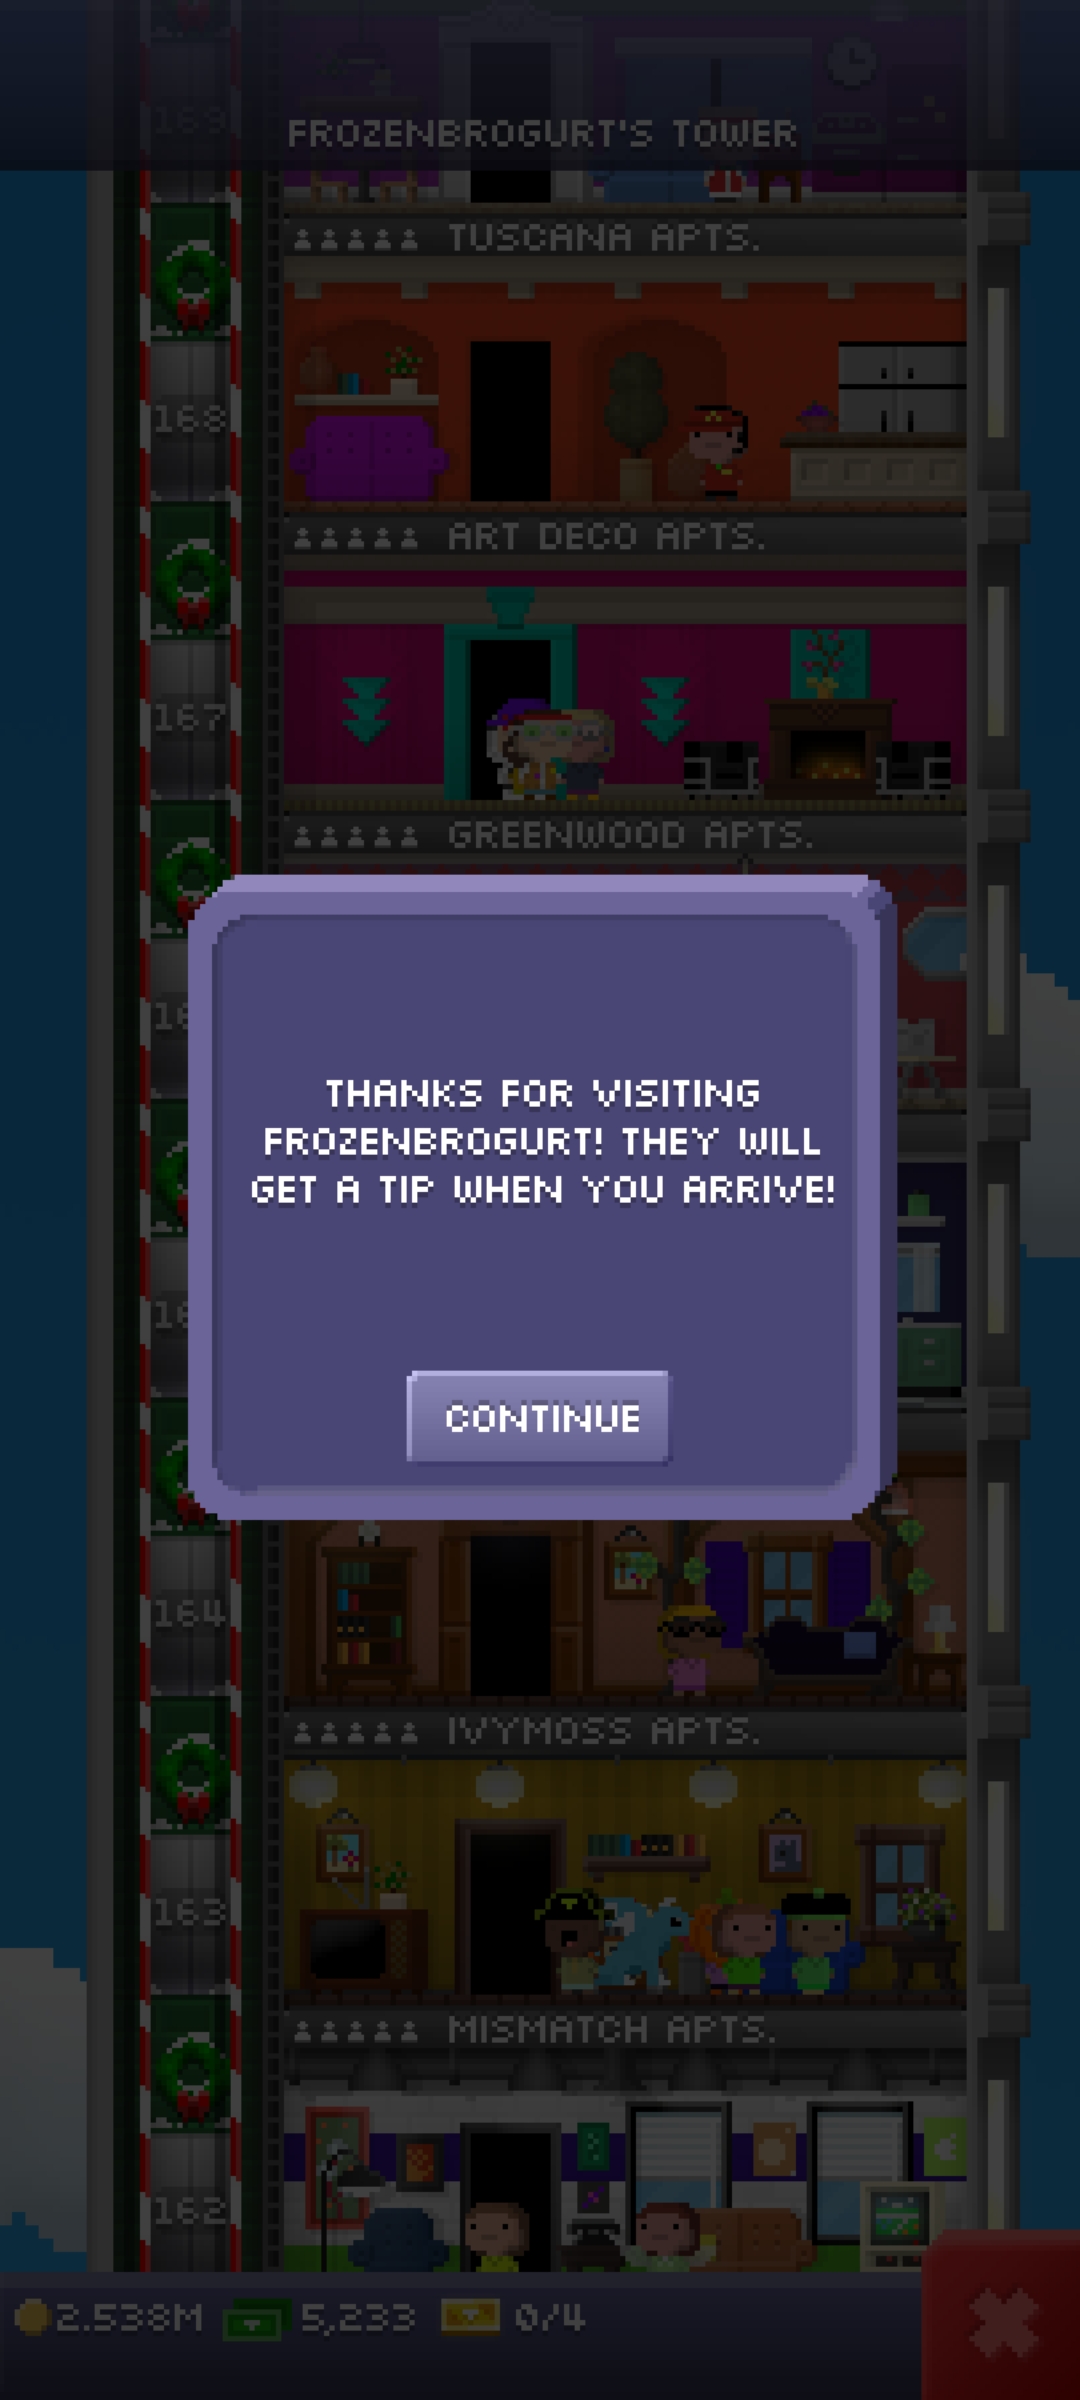 169
FROZENBROGURT'S TOWER
TUSCANA APTS.
168
ART DECO APTS.
167
GREENWOOD APTS.
16
THANKS FOR VISITING
FROZENBROGURT! THEY WILL
GET A TIP WHEN YOU ARRIVE!
16
CONTINUE
164
IVYMOSS APTS.
163
MISMATCH APTS.
162
2.538M 5,233 0/4